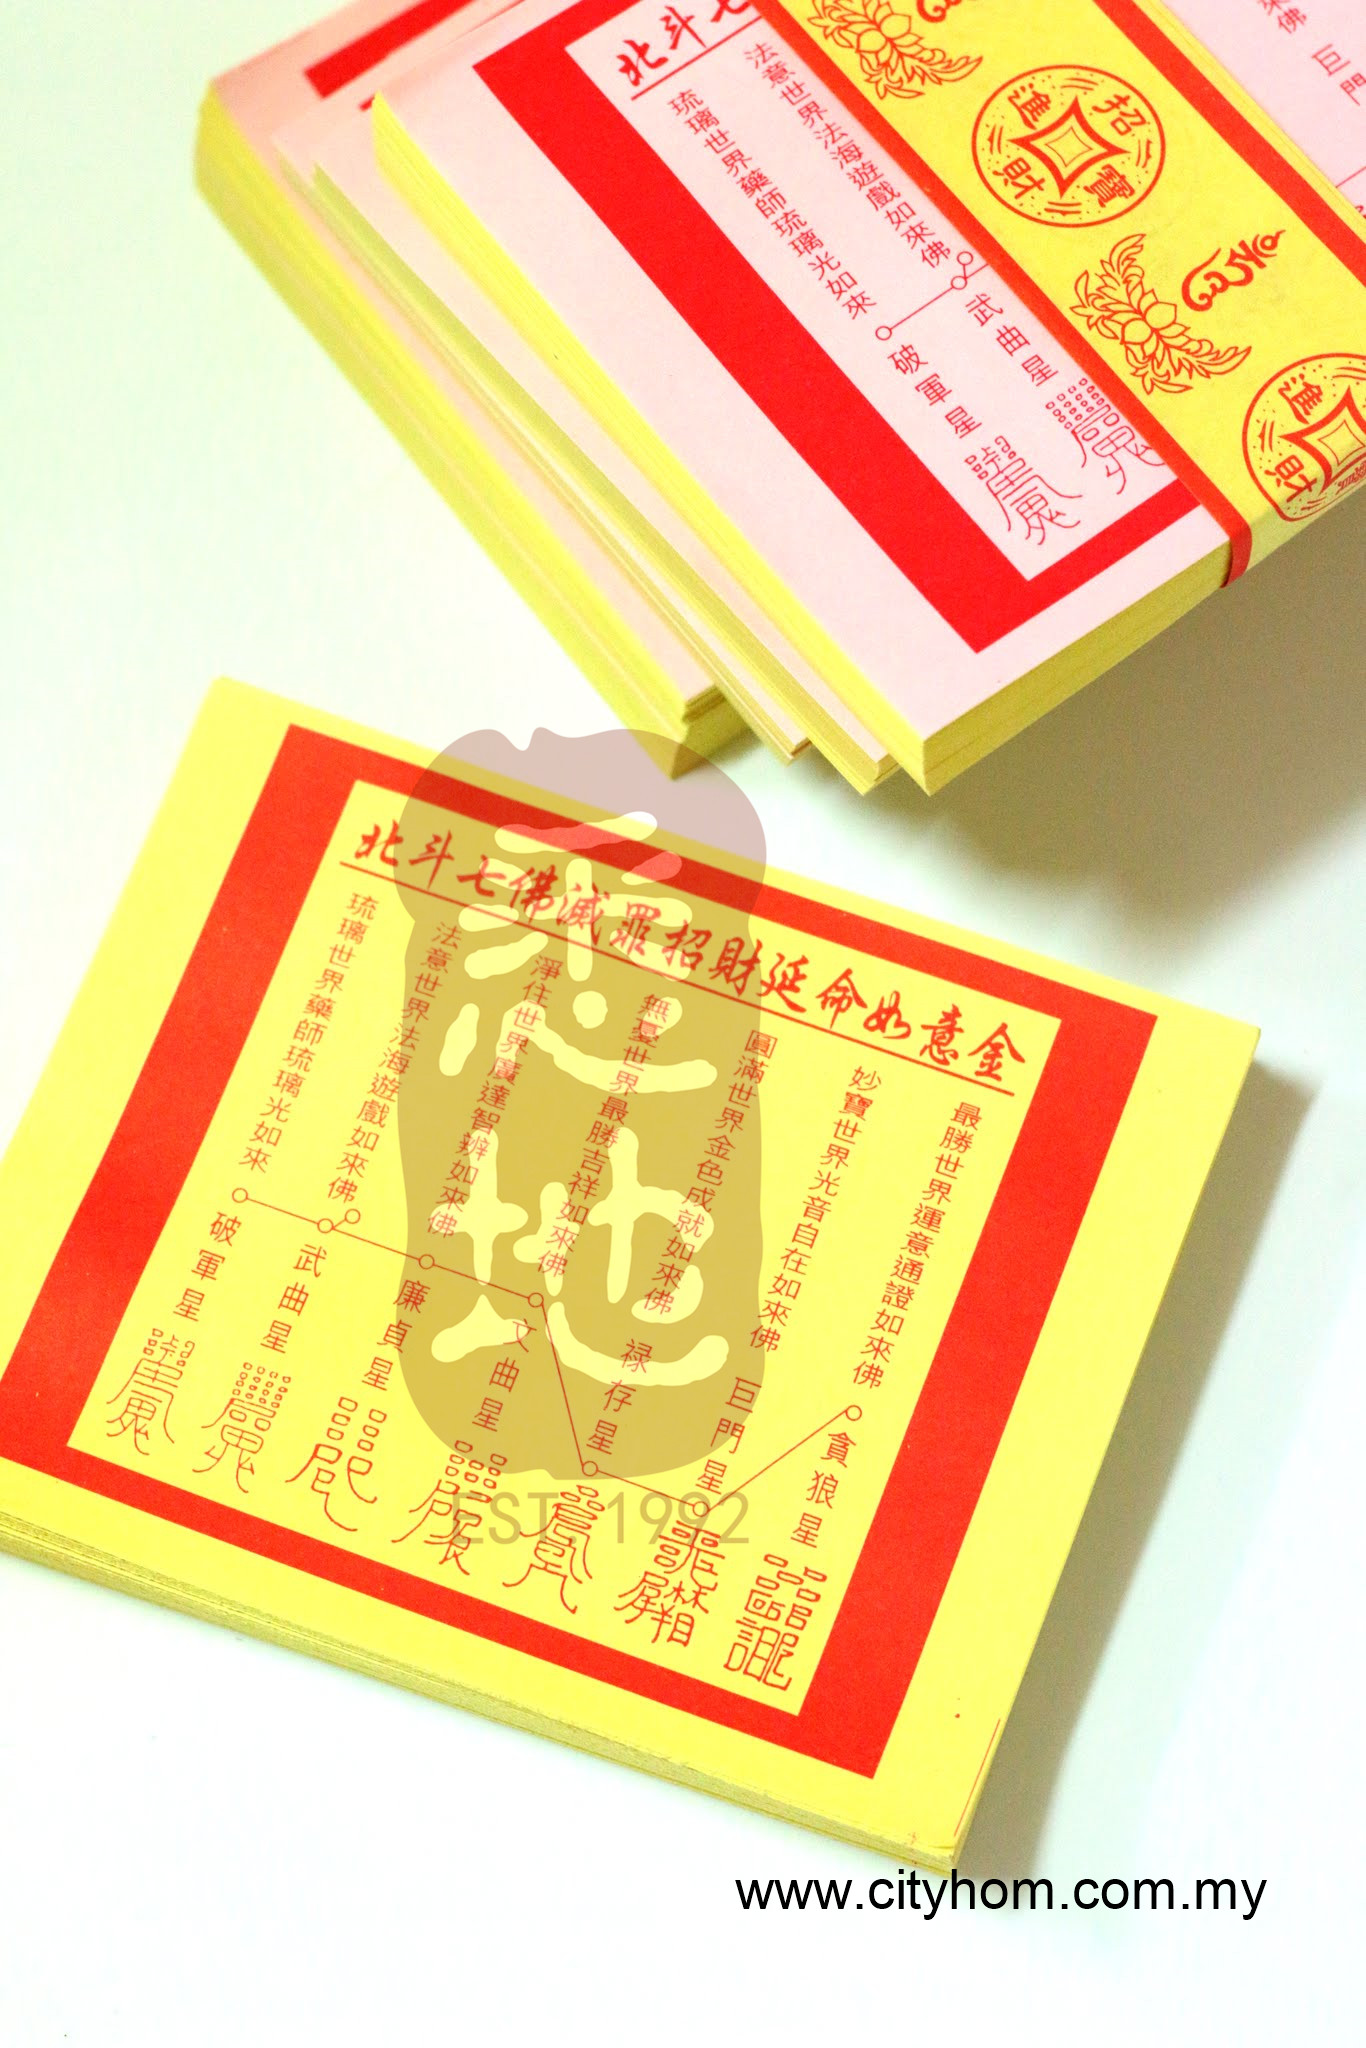 北斗七
法意世界法海遊戲如來佛
琉璃世界藥師琉璃光如來
武曲星
破軍星
招
寶
進
財
進
財
巨門
北斗七佛滅罪招財延命如意金
最勝世界運意通證如來佛
妙寶世界光音自在如來佛
圓滿世界金色成就如來佛
無憂世界最勝吉祥如來佛
淨住世界廣達智辨如來佛
法意世界法海遊戲如來佛
琉璃世界藥師琉璃光如來
貪狼星
巨門星
禄存星
文曲星
廉貞星
武曲星
破軍星
地
EST 1992
www.cityhom.com.my